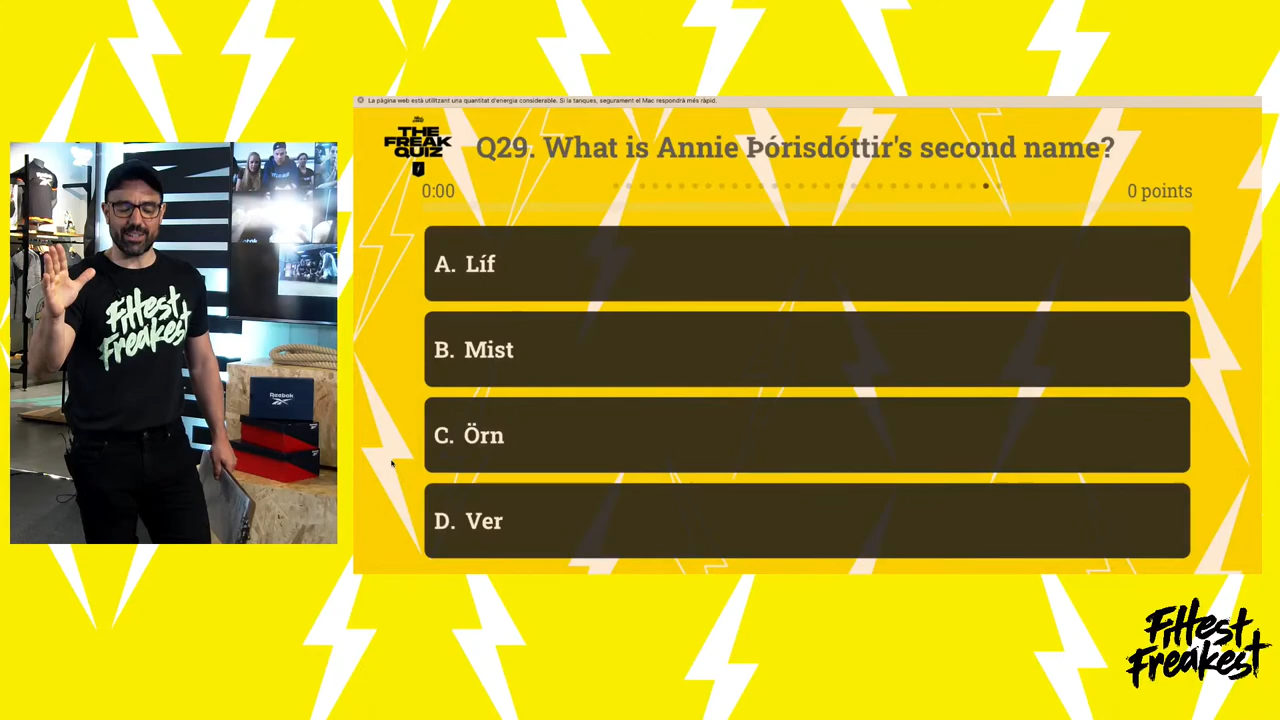 La pàgina web està utilitzant una quantitat d'energia considerable. Si la tanques, segurament el Mac respondrà més ràpid.
THE
FREAK
QUIZ
Q29. What is Annie Þórisdóttir's second name?
0:00
0 points
A. Líf
B. Mist
C. Örn
D. Ver
Fittest
Freakest
Reebok
Fittest
Freakest